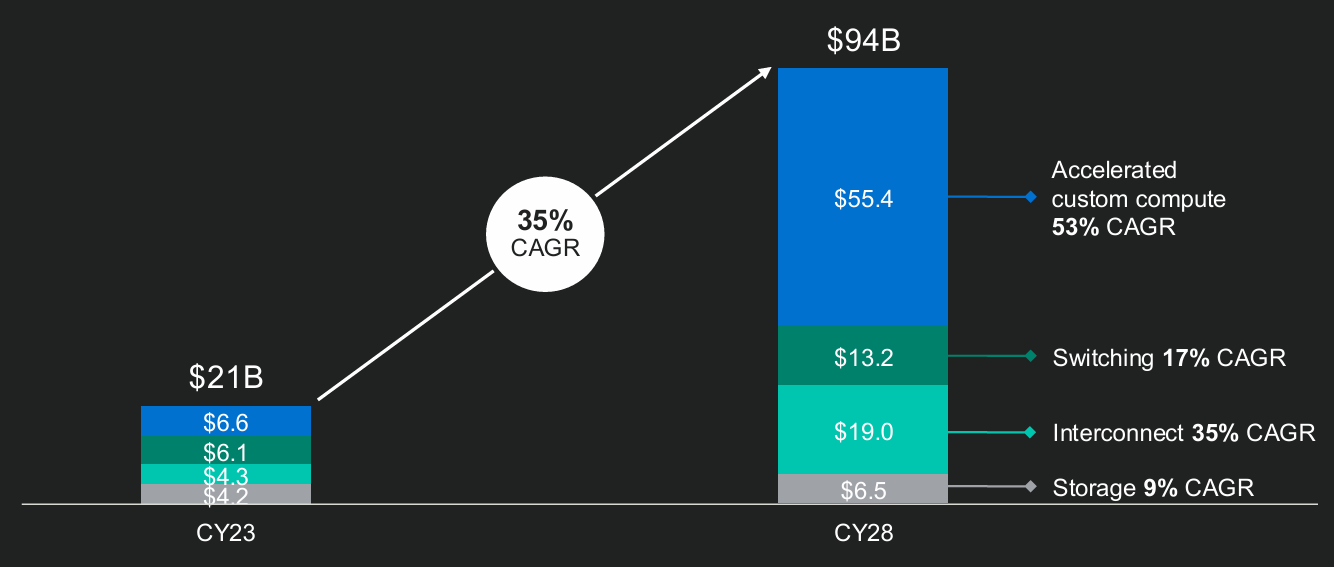 $94B
$55.4
Accelerated
custom compute
53% CAGR
35%
CAGR
$13.2
Switching 17% CAGR
$21B
$6.6
$6.1
$4.3
$4.2
$19.0
Interconnect 35% CAGR
$6.5
Storage 9% CAGR
CY23
CY28